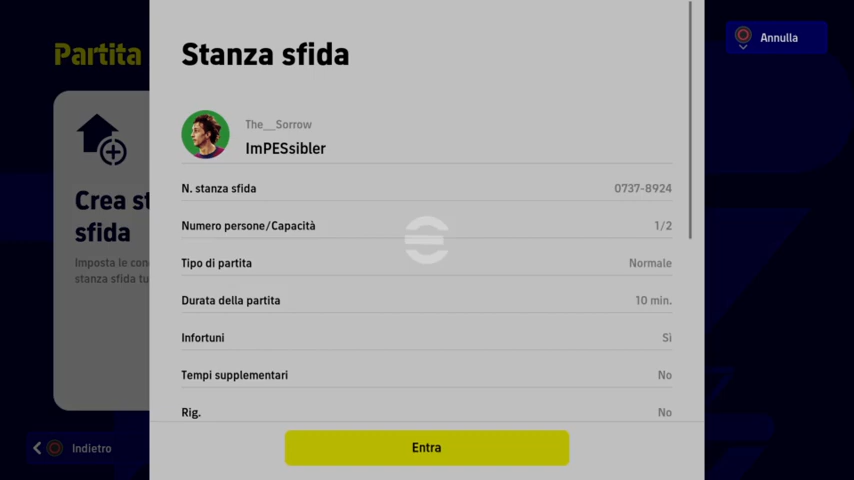 Partita
Annulla
Stanza sfida
The__Sorrow
ImPESsibler
N. stanza sfida 0737-8924
Numero persone/Capacità 1/2
Tipo di partita Normale
Durata della partita 10 min.
Infortuni Sì
Tempi supplementari No
Rig. No
Crea st
sfida
Imposta le con
stanza sfida tu
Indietro
Entra